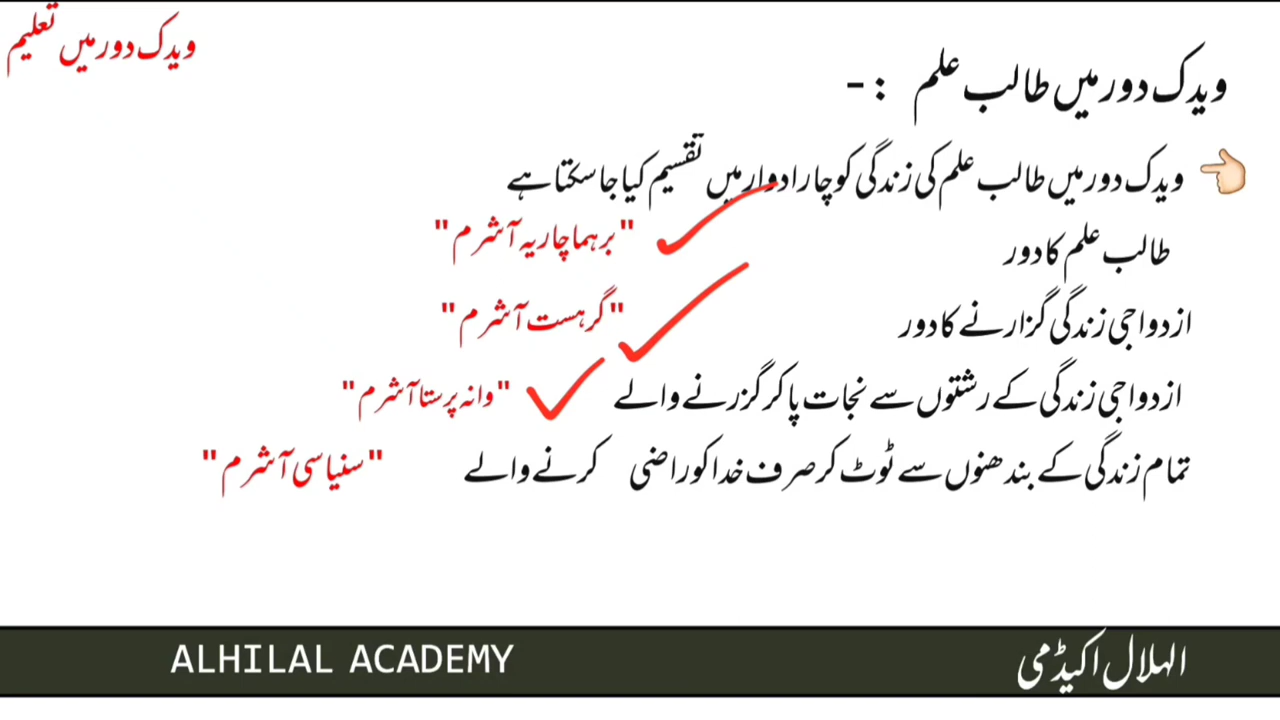 ویدک دور میں تعلیم
ویدک دور میں طالب علم :-
ویدک دور میں طالب علم کی زندگی کو چار ادوار میں تقسیم کیا جا سکتا ہے
طالب علم کا دور "برہماچاریہ آشرم"
ازدواجی زندگی گزارنے کا دور "گرہست آشرم"
ازدواجی زندگی کے رشتوں سے نجات پا کر گزرنے والے "وانہ پرستا آشرم"
تمام زندگی کے بندھنوں سے ٹوٹ کر صرف خدا کو راضی کرنے والے "سنیاسی آشرم"
الہلال اکیڈمی ALHILAL ACADEMY